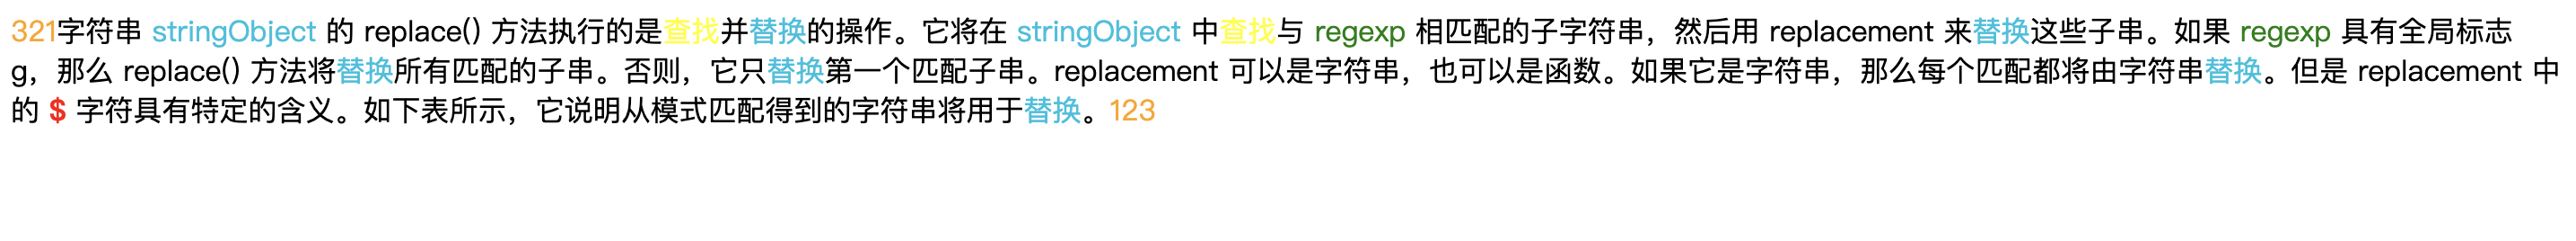 321字符串 stringObject 的 replace() 方法执行的是查找并替换的操作。它将在 stringObject 中查找与 regexp 相匹配的子字符串，然后用 replacement 来替换这些子串。如果 regexp 具有全局标志
g，那么 replace() 方法将替换所有匹配的子串。否则，它只替换第一个匹配子串。replacement 可以是字符串，也可以是函数。如果它是字符串，那么每个匹配都将由字符串替换。但是 replacement 中
的 $ 字符具有特定的含义。如下表所示，它说明从模式匹配得到的字符串将用于替换。123